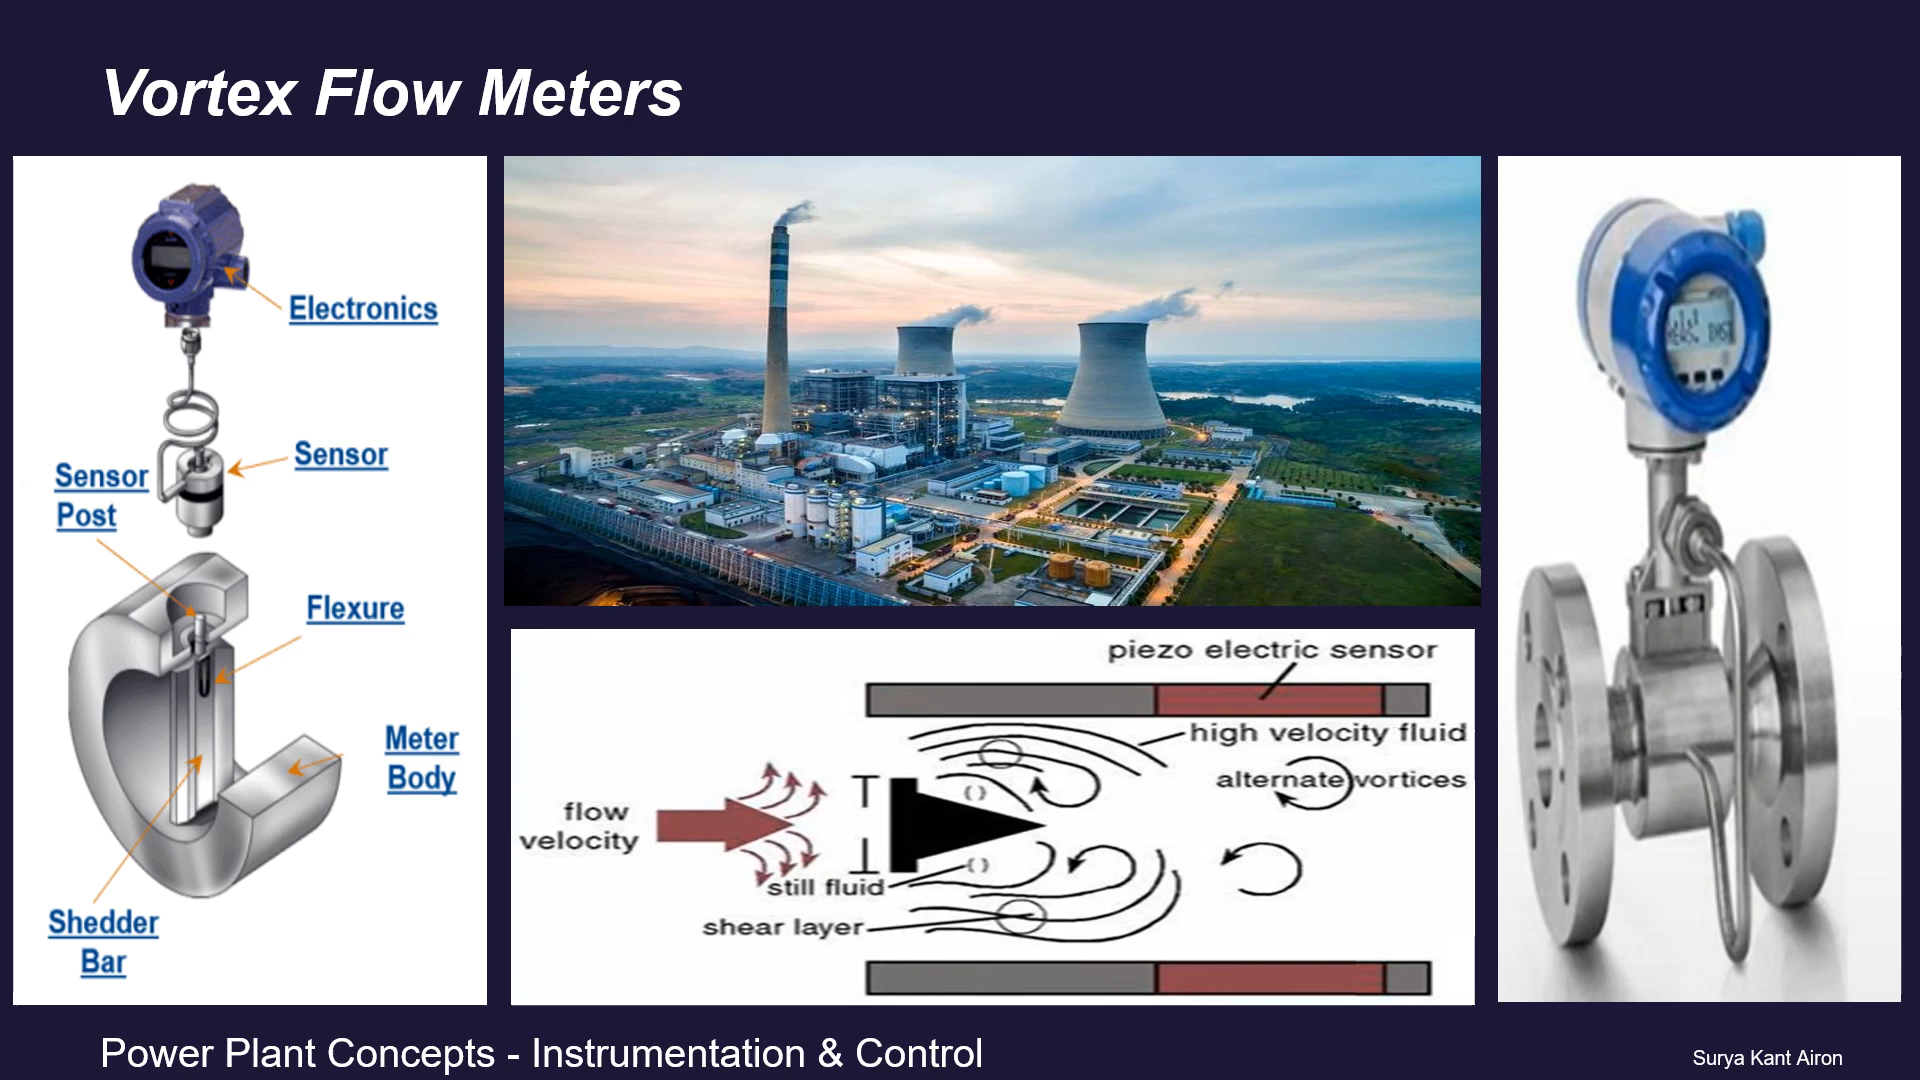 Vortex Flow Meters
Electronics
Sensor
Sensor
Post
Flexure
Meter
Body
Shedder
Bar
piezo electric sensor
high velocity fluid
alternate vortices
flow
velocity
still fluid
shear layer
Power Plant Concepts - Instrumentation & Control
Surya Kant Airon